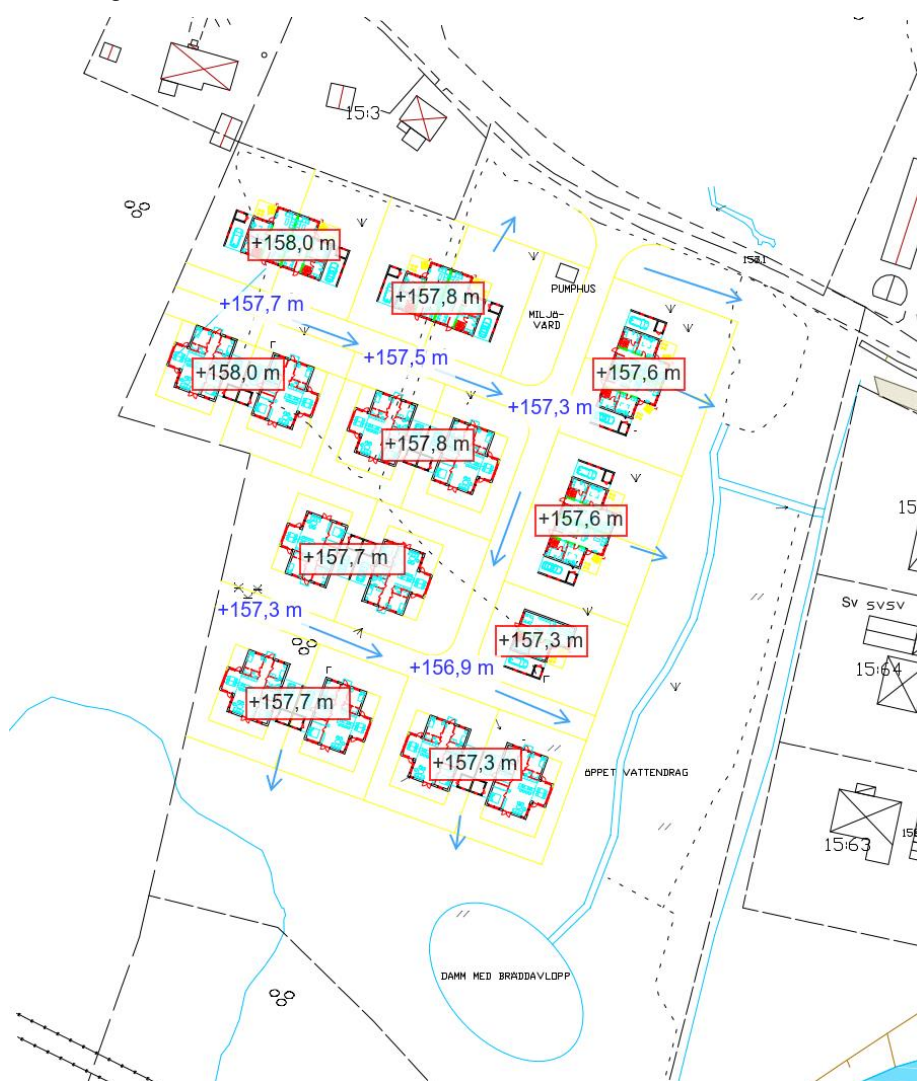 15:3
+158,0 m
+157,7 m
+157,8 m
PUMPHUS
MILJÖ-
VÅRD
+157,5 m
+158,0 m
+157,6 m
+157,3 m
+157,8 m
+157,6 m
+157,7 m
+157,3 m
+157,3 m
+156,9 m
+157,7 m
+157,3 m
15
Sv SVSV
15:64
ÖPPET VATTENDRAG
15:63
DAMM MED BRÄDDAVLOPP